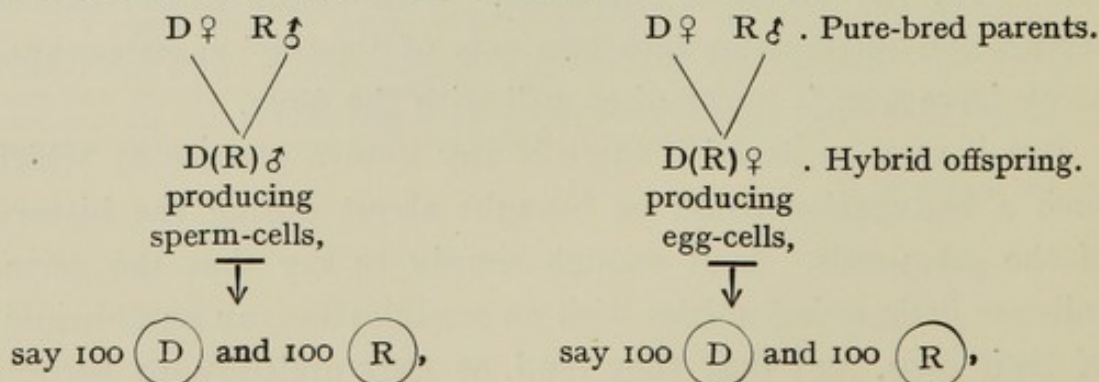 D♀ R♂ D♀ R♂ . Pure-bred parents.
D(R)♂ D(R)♀ . Hybrid offspring.
producing producing
sperm-cells, egg-cells,
say 100 D and 100 R, say 100 D and 100 R,